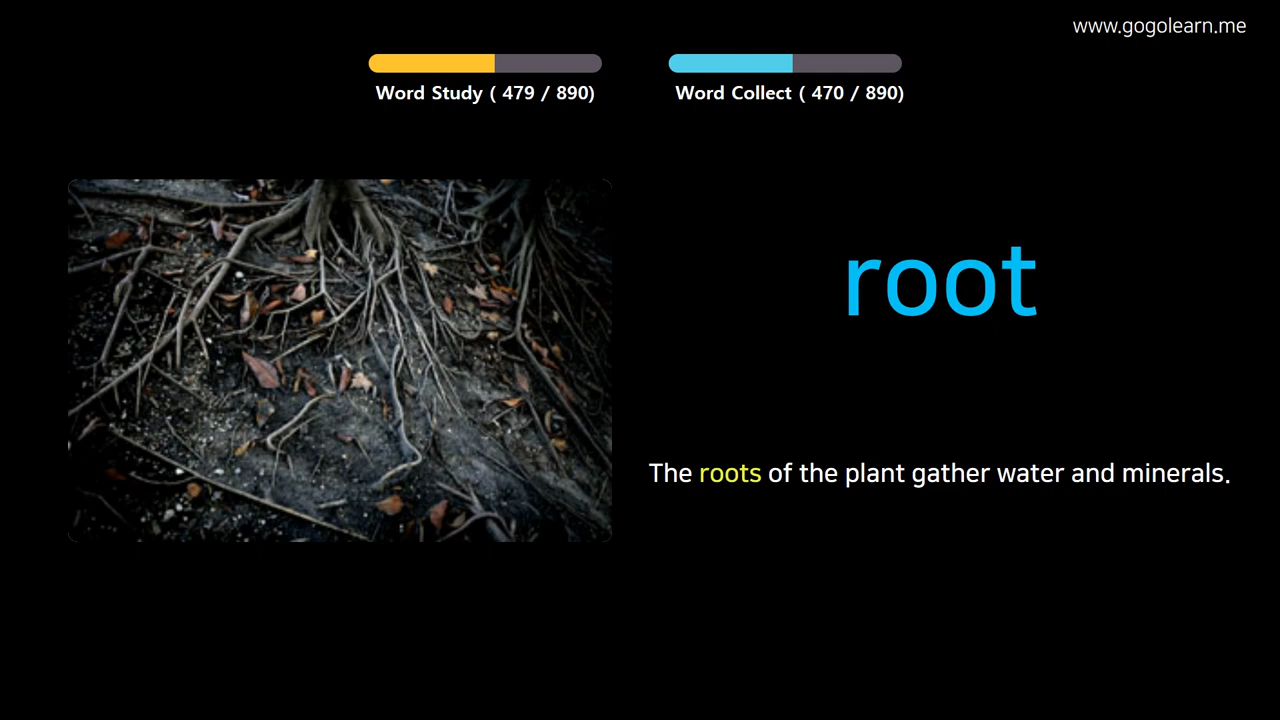 www.gogolearn.me
Word Study ( 479 / 890)
Word Collect ( 470 / 890)
root
The roots of the plant gather water and minerals.